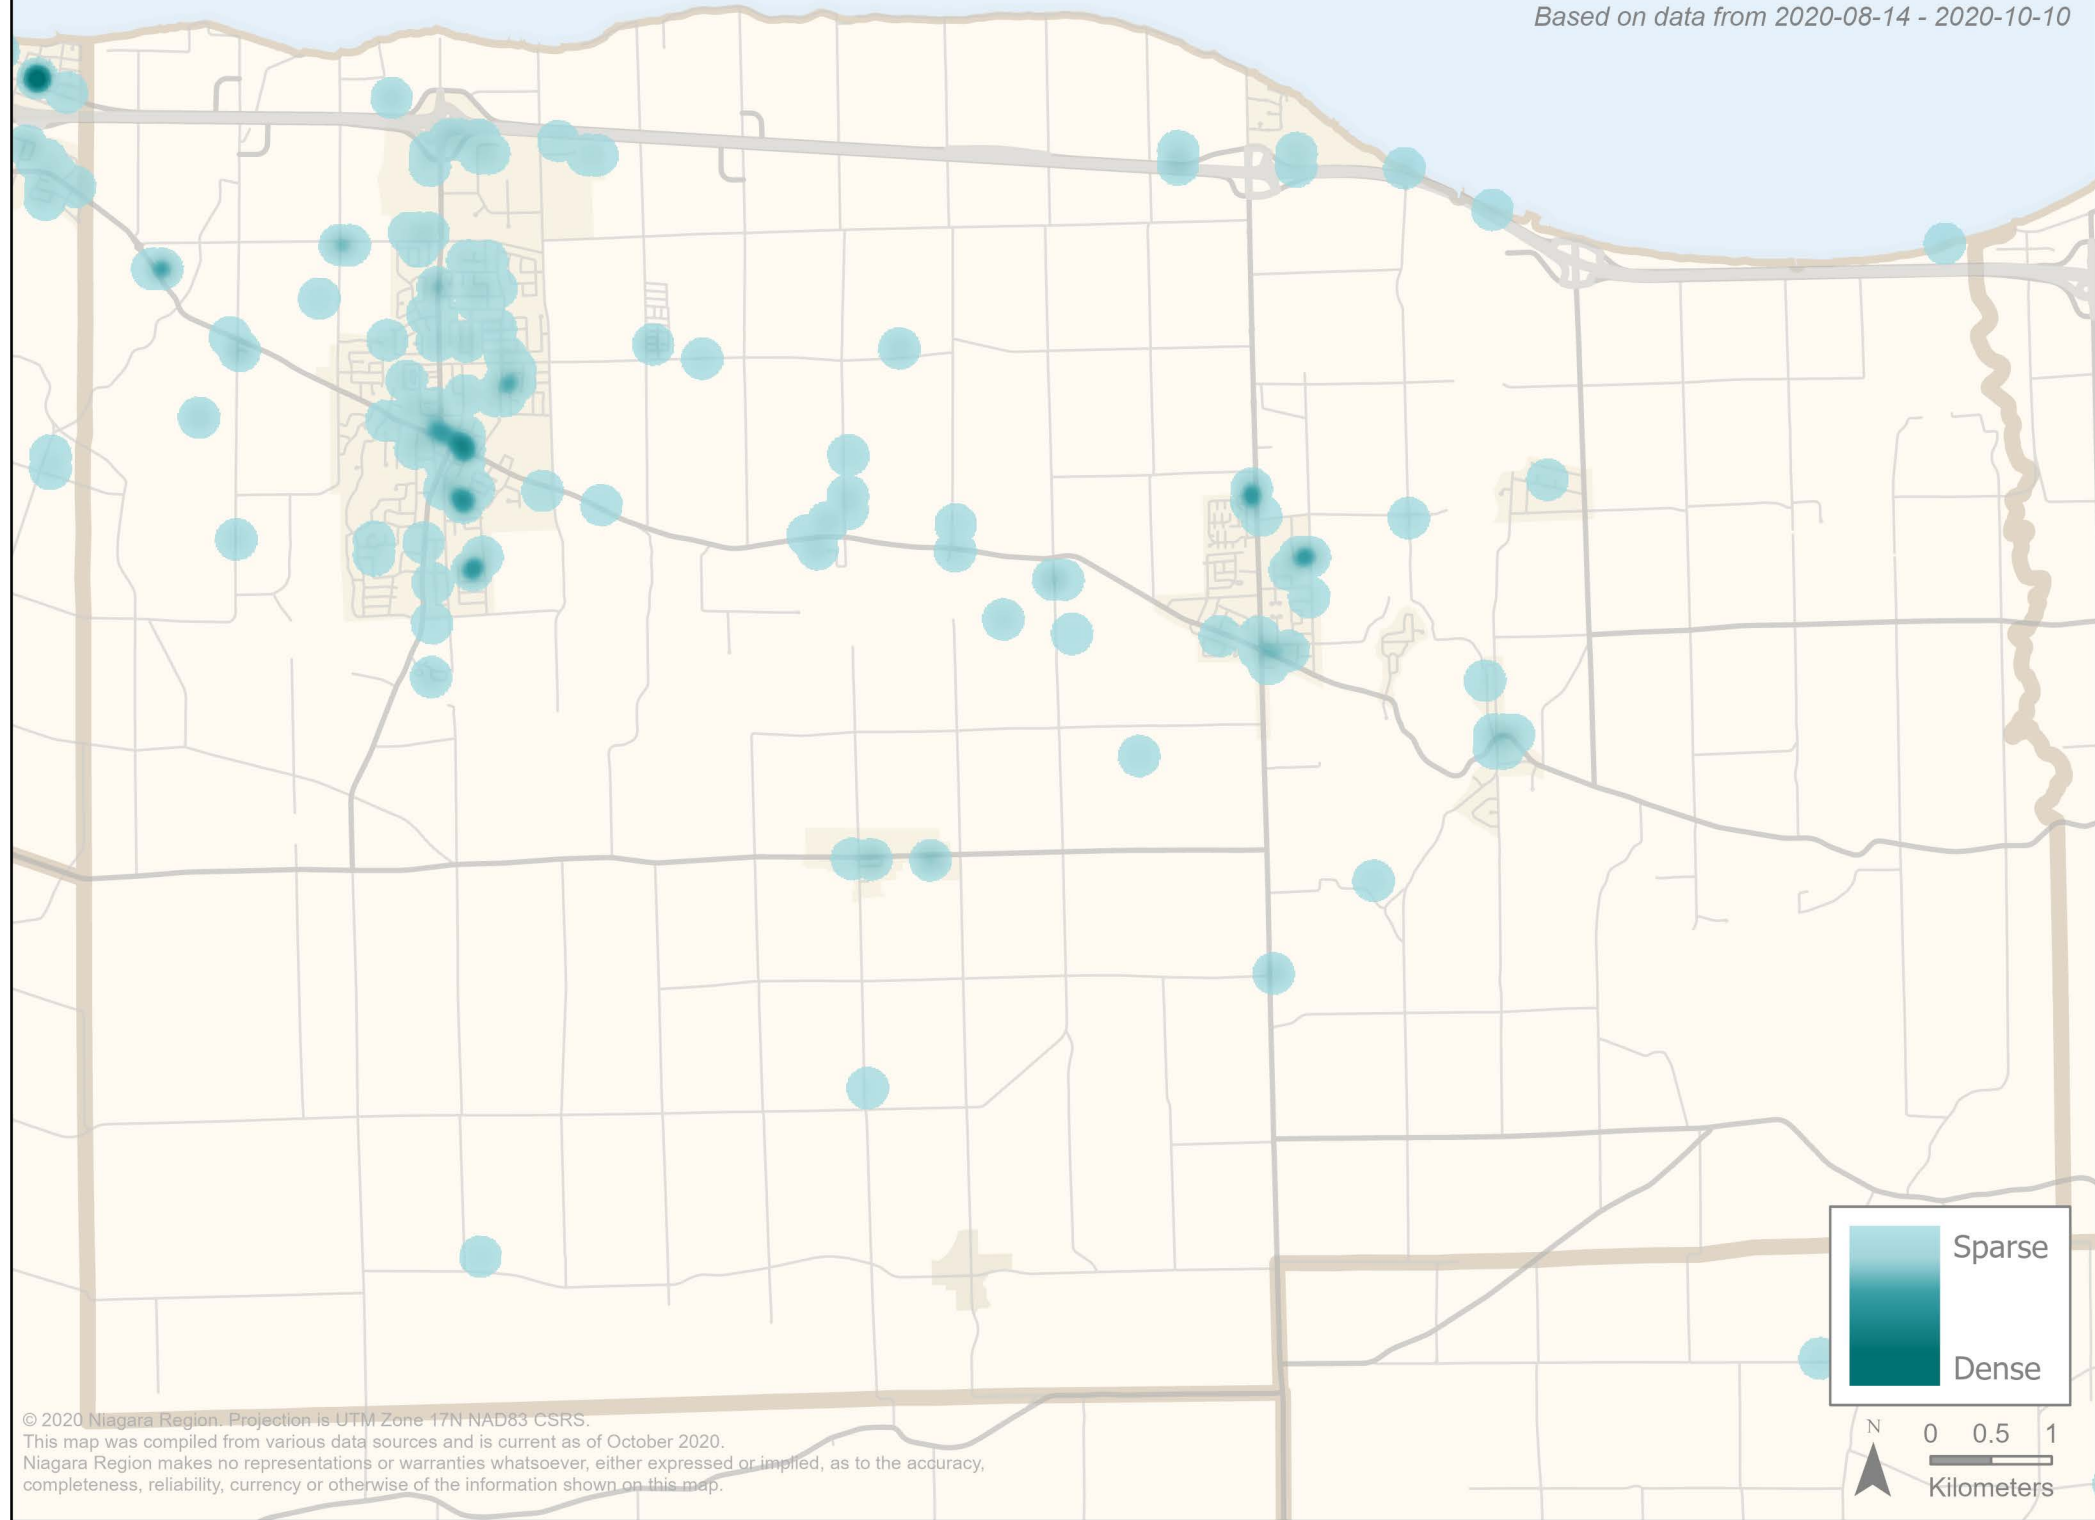 Based on data from 2020-08-14 - 2020-10-10
Sparse
Dense
N
0 0.5 1
Kilometers
© 2020 Niagara Region. Projection is UTM Zone 17N NAD83 CSRS.
This map was compiled from various data sources and is current as of October 2020.
Niagara Region makes no representations or warranties whatsoever, either expressed or implied, as to the accuracy,
completeness, reliability, currency or otherwise of the information shown on this map.